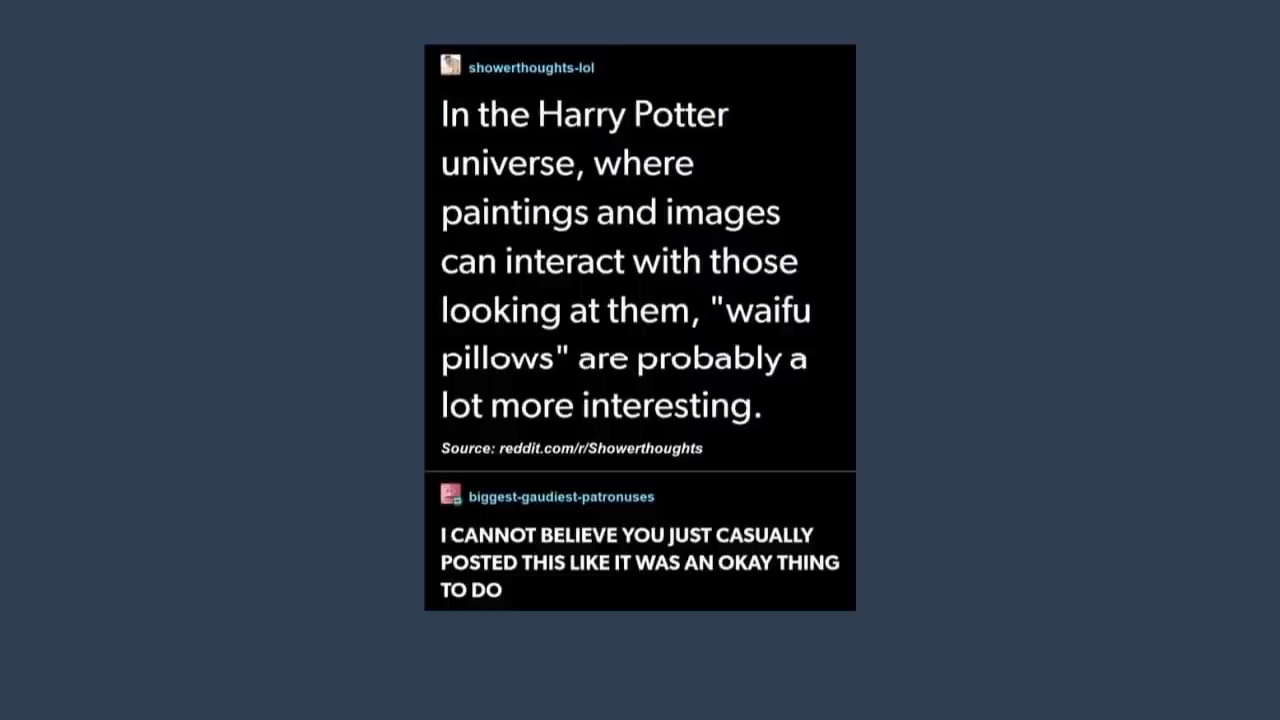 showerthoughts-lol
In the Harry Potter
universe, where
paintings and images
can interact with those
looking at them, "waifu
pillows" are probably a
lot more interesting.
Source: reddit.com/r/Showerthoughts
biggest-gaudiest-patronuses
I CANNOT BELIEVE YOU JUST CASUALLY
POSTED THIS LIKE IT WAS AN OKAY THING
TO DO